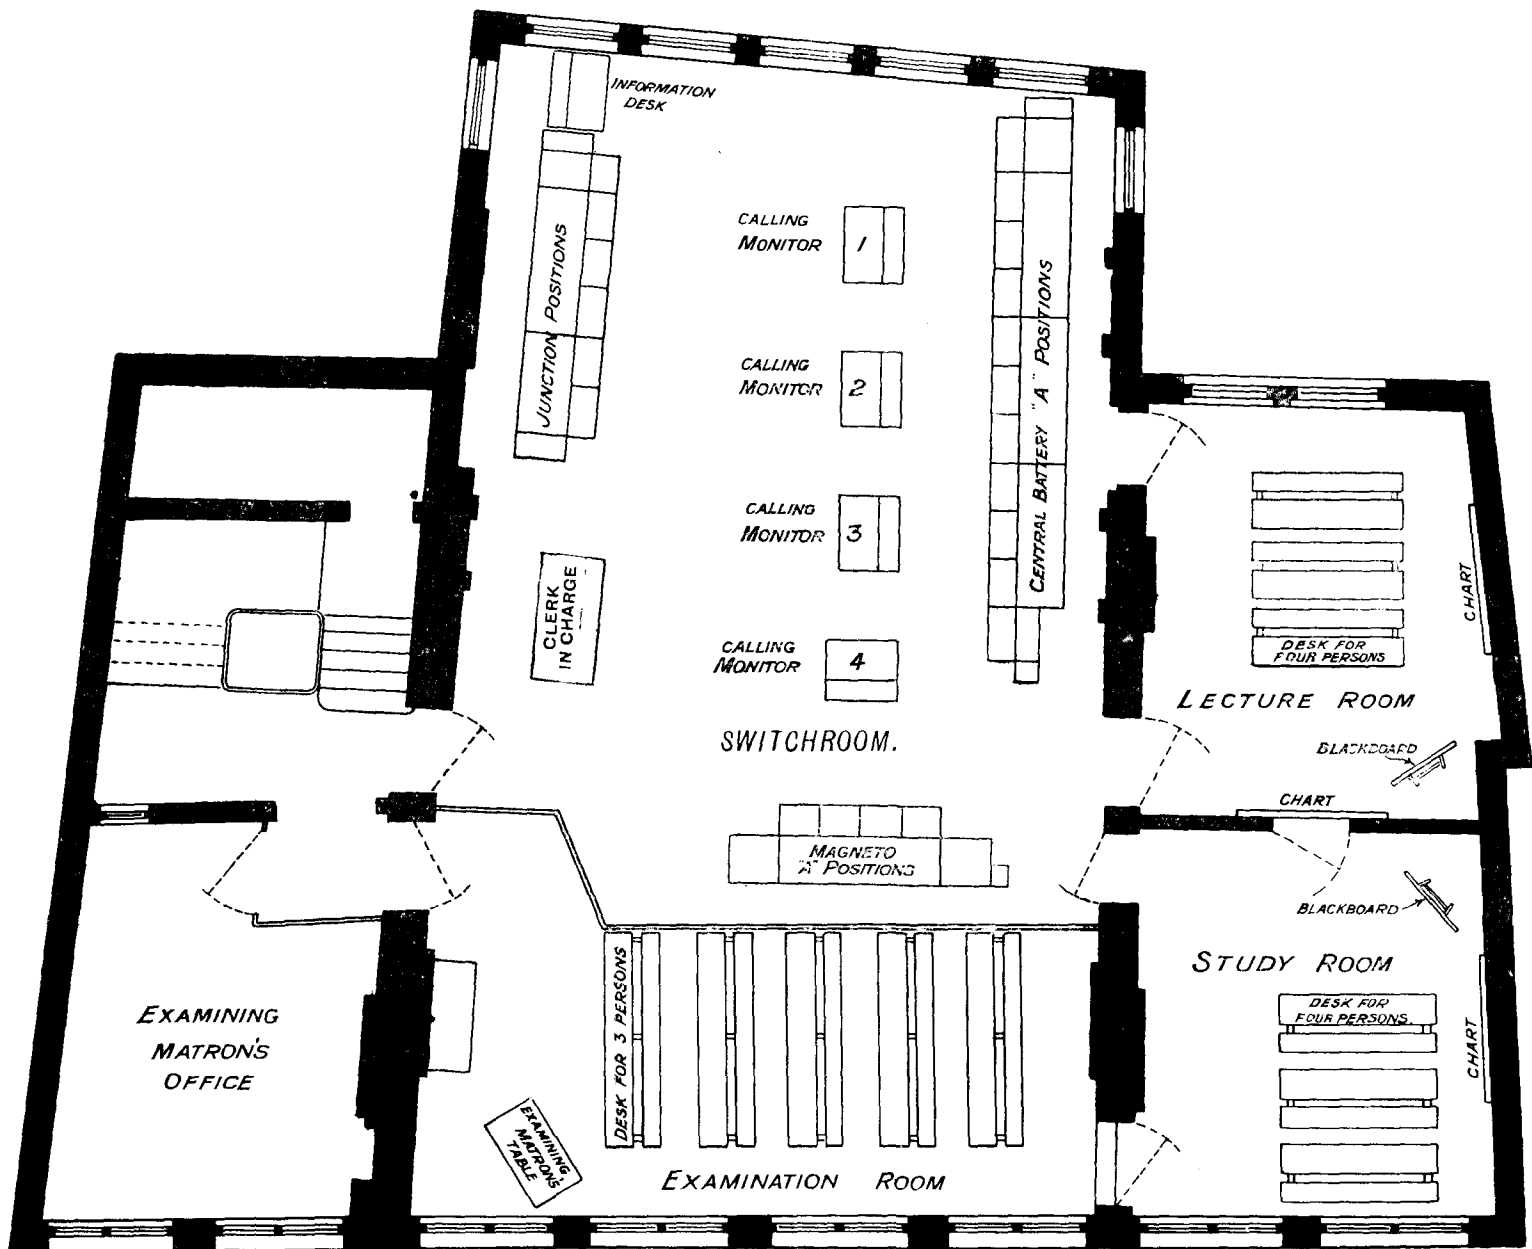 INFORMATION
DESK
JUNCTION POSITIONS
CALLING
MONITOR
1
CALLING
MONITOR
2
CALLING
MONITOR
3
CALLING
MONITOR
4
CENTRAL BATTERY "A" POSITIONS
CLERK
IN CHARGE
SWITCHROOM.
MAGNETO
"A" POSITIONS
DESK FOR
FOUR PERSONS
CHART
LECTURE ROOM
BLACKBOARD
CHART
BLACKBOARD
STUDY ROOM
DESK FOR
FOUR PERSONS.
CHART
EXAMINING
MATRON'S
OFFICE
DESK FOR 3 PERSONS
EXAMINING
MATRON'S
TABLE
EXAMINATION ROOM